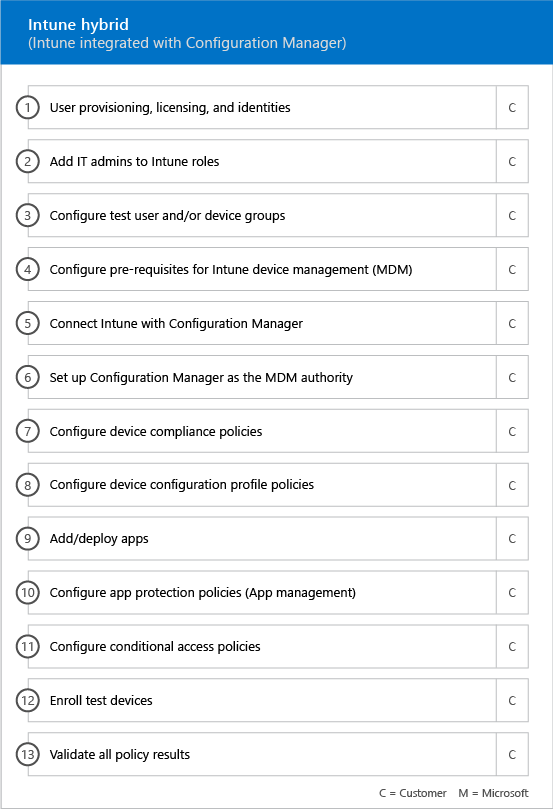 Intune hybrid
(Intune integrated with Configuration Manager)
1 User provisioning, licensing, and identities C
2 Add IT admins to Intune roles C
3 Configure test user and/or device groups C
4 Configure pre-requisites for Intune device management (MDM) C
5 Connect Intune with Configuration Manager C
6 Set up Configuration Manager as the MDM authority C
7 Configure device compliance policies C
8 Configure device configuration profile policies C
9 Add/deploy apps C
10 Configure app protection policies (App management) C
11 Configure conditional access policies C
12 Enroll test devices C
13 Validate all policy results C
C = Customer M = Microsoft